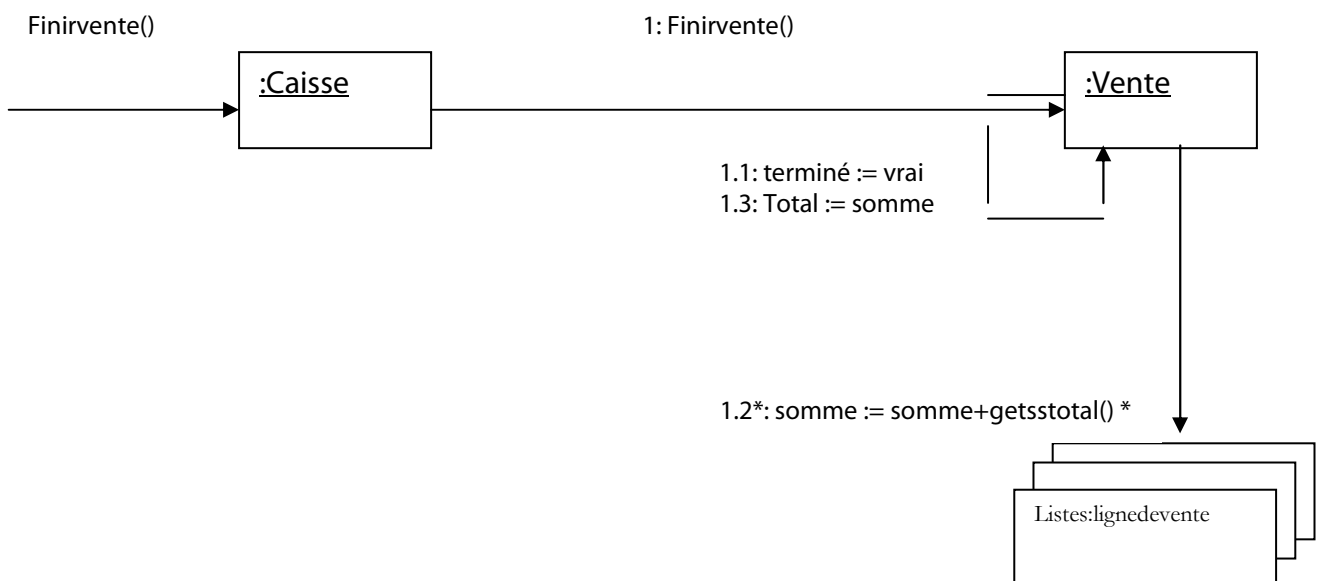 Finirvente()
1: Finirvente()
:Caisse
:Vente
1.1: terminé := vrai
1.3: Total := somme
1.2*: somme := somme+getsstotal() *
Listes:lignedevente